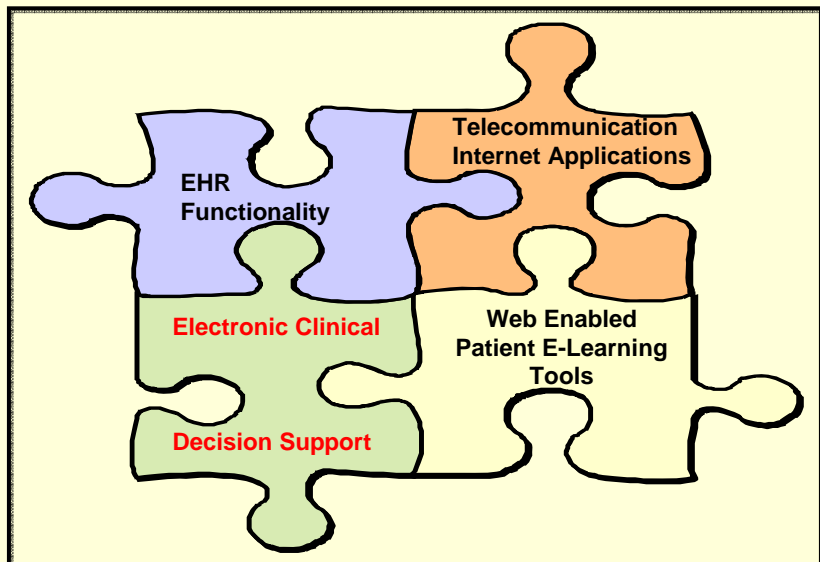 EHR
Functionality
Telecommunication
Internet Applications
Electronic Clinical
Decision Support
Web Enabled
Patient E-Learning
Tools